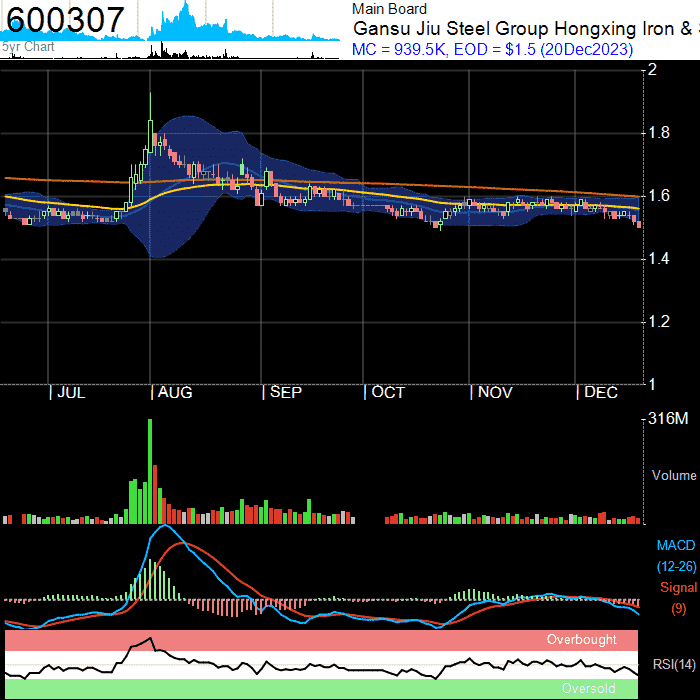 600307
5yr Chart
Main Board
Gansu Jiu Steel Group Hongxing Iron &
MC = 939.5K, EOD = $1.5 (20Dec2023)
2
1.8
1.6
1.4
1.2
1
| JUL | AUG | SEP | OCT | NOV | DEC
316M
Volume
MACD
(12-26)
Signal
(9)
Overbought
RSI(14)
Oversold